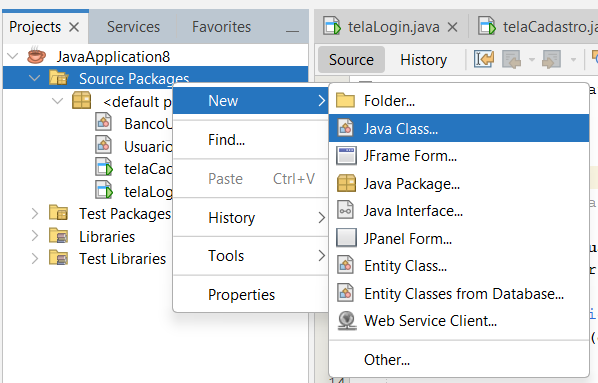 Projects
Services
Favorites
telaLogin.java
telaCadastro.ja
JavaApplication8
Source
History
Source Packages
<default p
New
Folder...
BancoU
Java Class...
Usuario
Find...
JFrame Form...
telaCad
Paste Ctrl+V
Java Package...
telaLog
Test Packages
History
Java Interface...
Libraries
JPanel Form...
Test Libraries
Tools
Entity Class...
Properties
Entity Classes from Database...
Web Service Client...
Other...
14